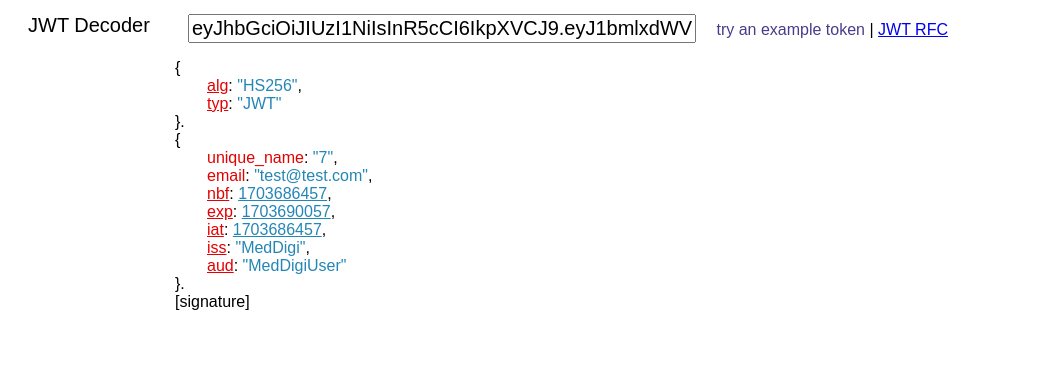 JWT Decoder eyJhbGciOiJIUzI1NiIsInR5cCI6IkpXVCJ9.eyJ1bmlxdWV try an example token | JWT RFC
{
alg: "HS256",
typ: "JWT"
}.
{
unique_name: "7",
email: "test@test.com",
nbf: 1703686457,
exp: 1703690057,
iat: 1703686457,
iss: "MedDigi",
aud: "MedDigiUser"
}.
[signature]